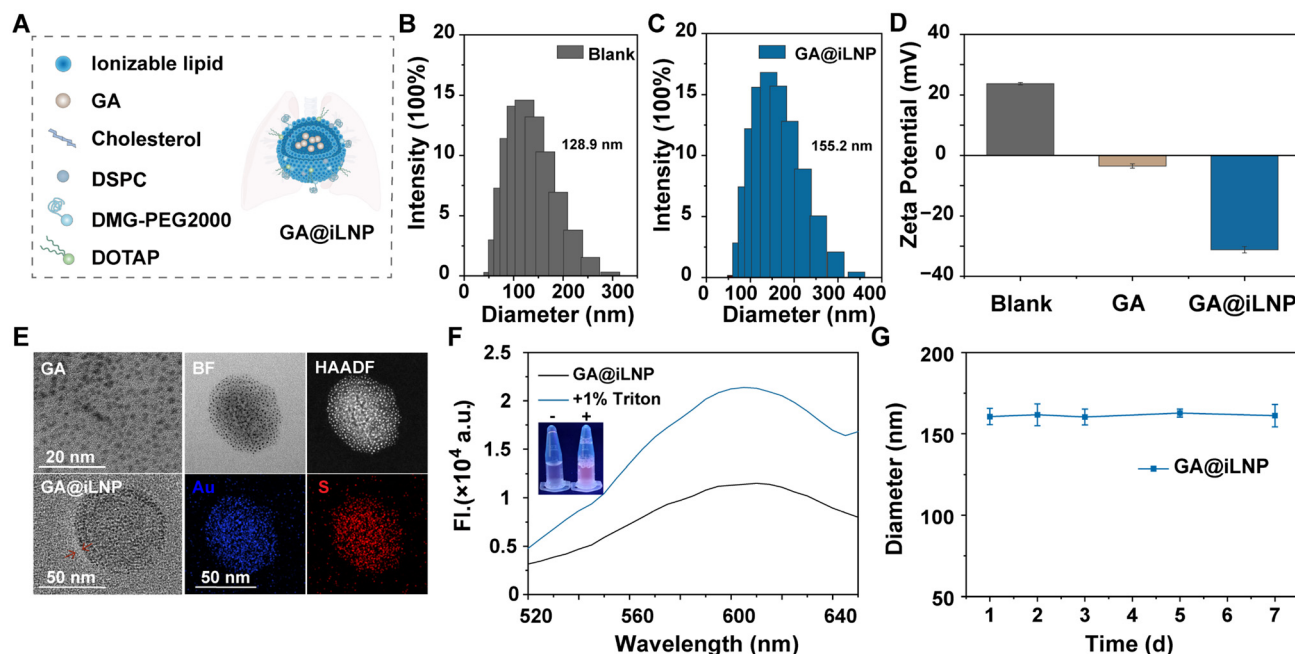 A
Ionizable lipid
GA
Cholesterol
DSPC
DMG-PEG2000
DOTAP
GA@iLNP
B
20
15
10
5
0
Intensity (100%)
Blank
128.9 nm
0 100 200 300
Diameter (nm)
C
20
15
10
5
0
Intensity (100%)
GA@iLNP
155.2 nm
0 100 200 300 400
Diameter (nm)
D
40
20
0
−20
−40
Zeta Potential (mV)
Blank GA GA@iLNP
E
GA
20 nm
BF
HAADF
GA@iLNP
50 nm
Au
50 nm
S
F
2.5
2
1.5
1
0.5
0
FI.(×10⁴ a.u.)
GA@iLNP
+1% Triton
- +
520 560 600 640
Wavelength (nm)
G
200
150
100
50
Diameter (nm)
GA@iLNP
1 2 3 4 5 6 7
Time (d)